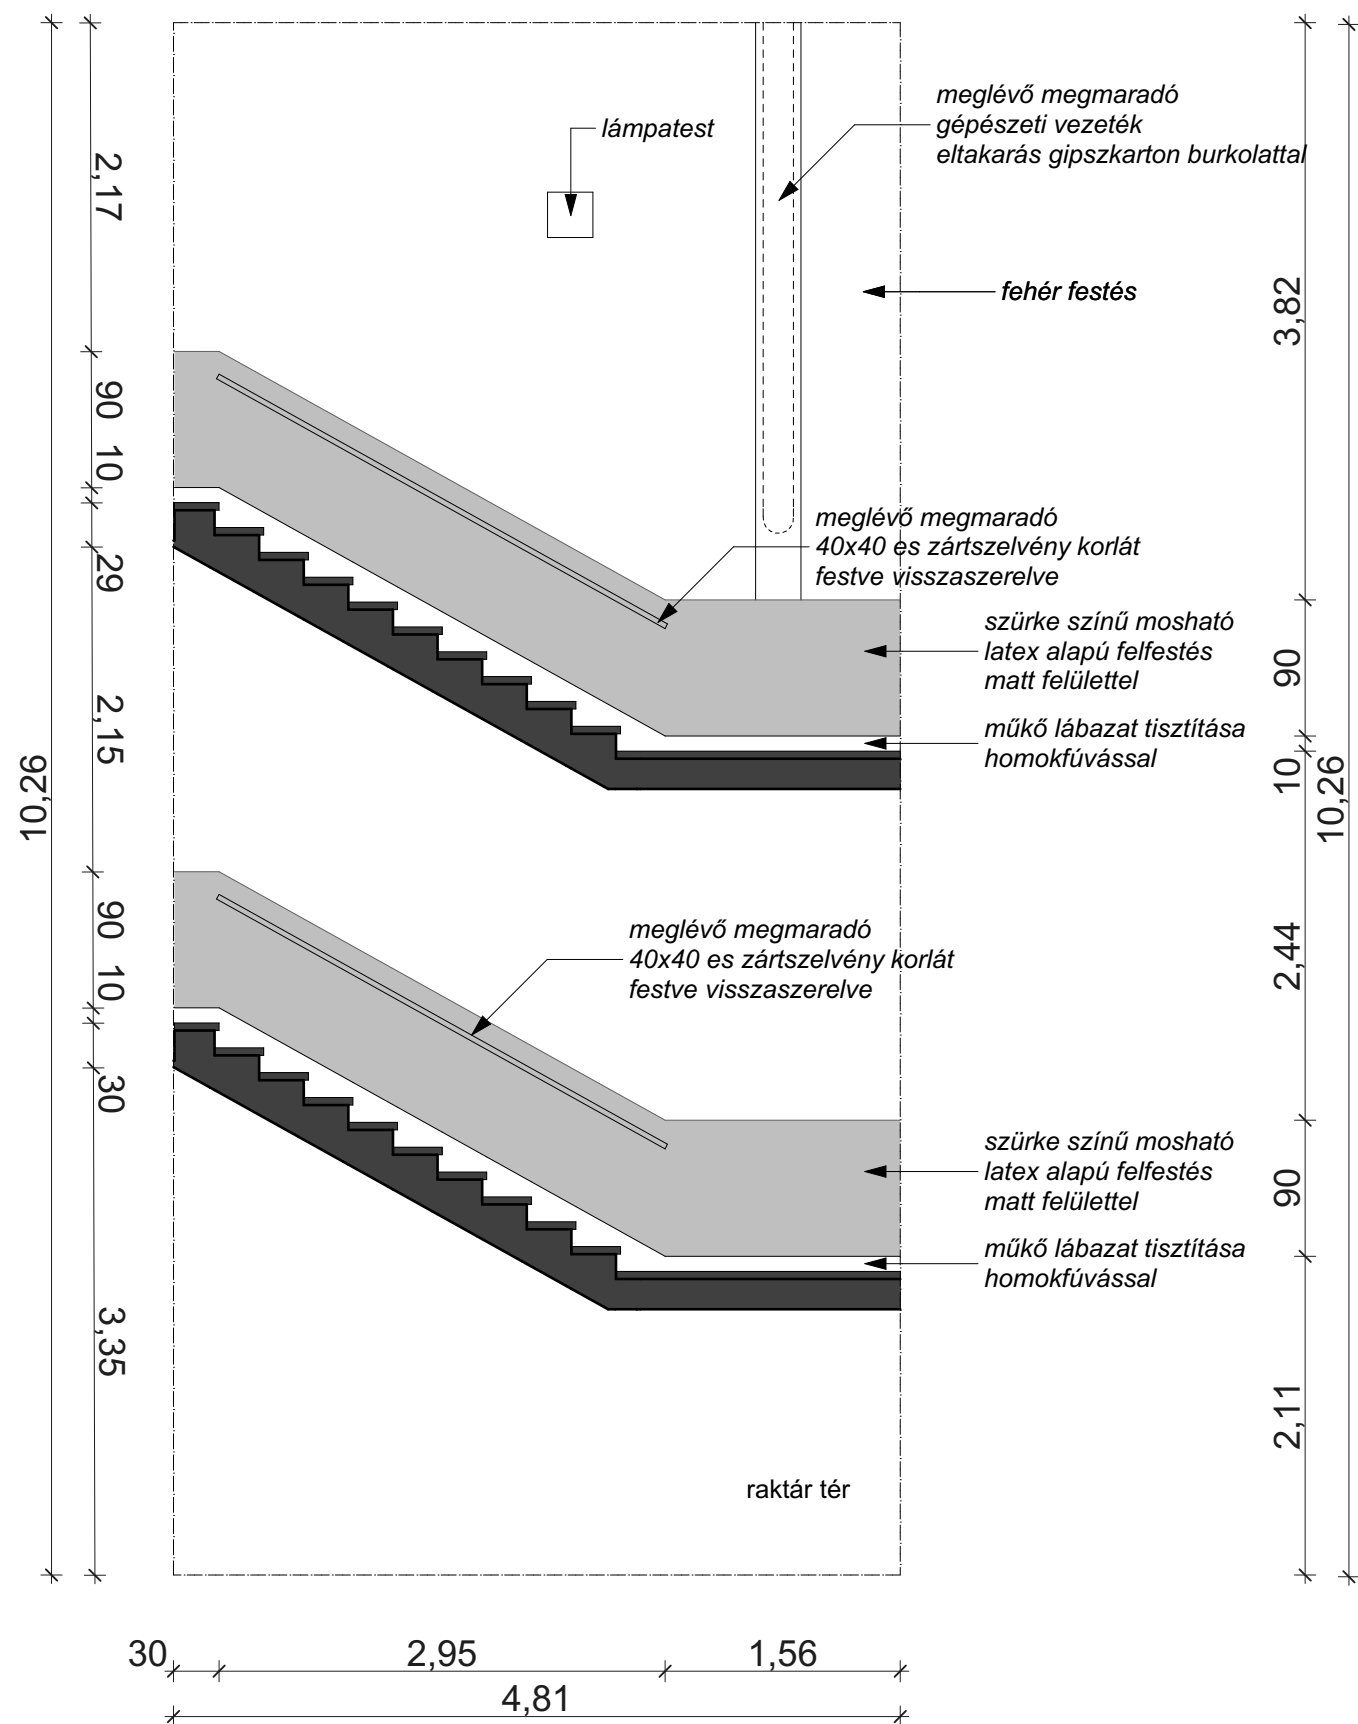 meglévő megmaradó
gépészeti vezeték
eltakarás gipszkarton burkolattal
lámpatest
2,17
fehér festés
3,82
90
10
meglévő megmaradó
40x40 es zártszelvény korlát
festve visszaszerelve
29
szürke színű mosható
latex alapú felfestés
matt felülettel
90
2,15
műkő lábazat tisztítása
homokfúvással
10
10,26
10,26
90
10
meglévő megmaradó
40x40 es zártszelvény korlát
festve visszaszerelve
2,44
30
szürke színű mosható
latex alapú felfestés
matt felülettel
90
műkő lábazat tisztítása
homokfúvással
3,35
2,11
raktár tér
30
2,95
1,56
4,81